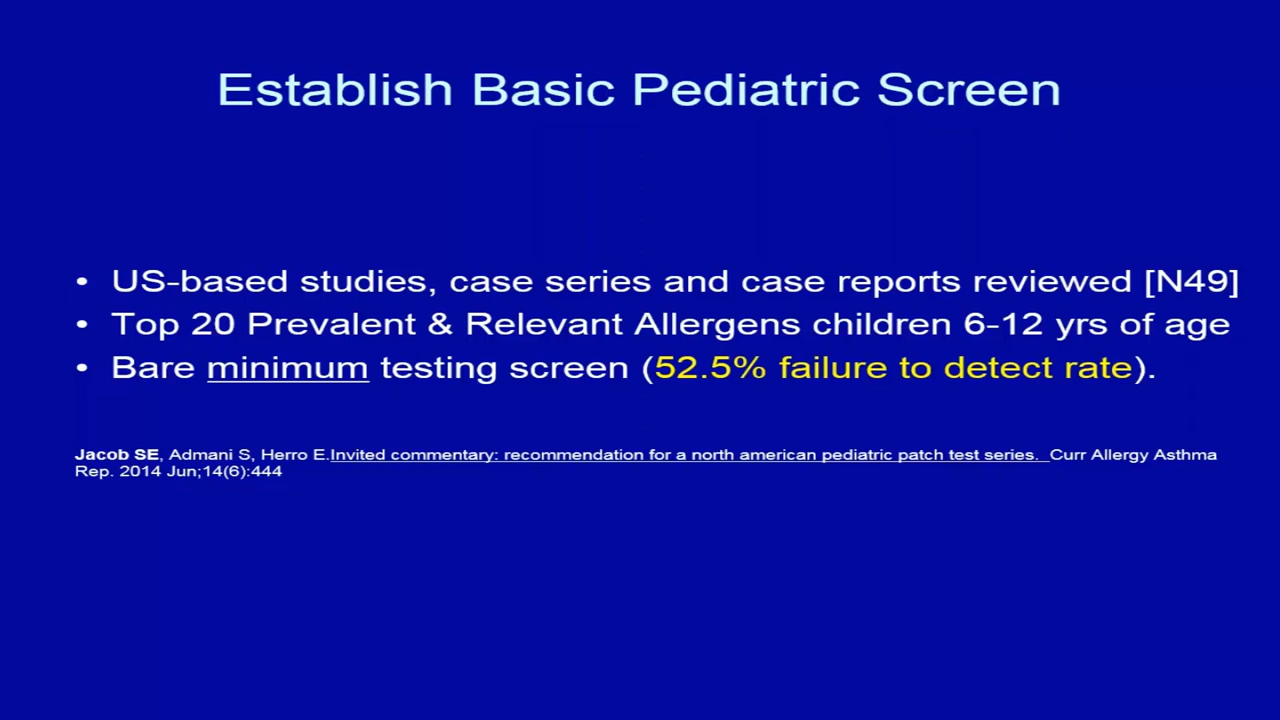 Establish Basic Pediatric Screen
• US-based studies, case series and case reports reviewed [N49]
• Top 20 Prevalent & Relevant Allergens children 6-12 yrs of age
• Bare minimum testing screen (52.5% failure to detect rate).
Jacob SE, Admani S, Herro E.Invited commentary: recommendation for a north american pediatric patch test series. Curr Allergy Asthma
Rep. 2014 Jun;14(6):444